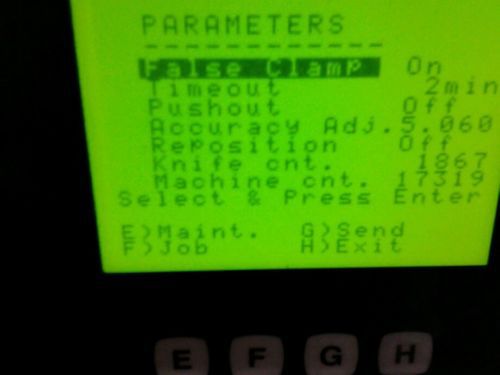 PARAMETERS
------------
False Clamp On
Timeout 2min
Pushout Off
Accuracy Adj.5.060
Reposition Off
Knife cnt. 1867
Machine cnt. 17319
Select & Press Enter
E)Maint. G)Send
F)Job H)Exit
E F G H